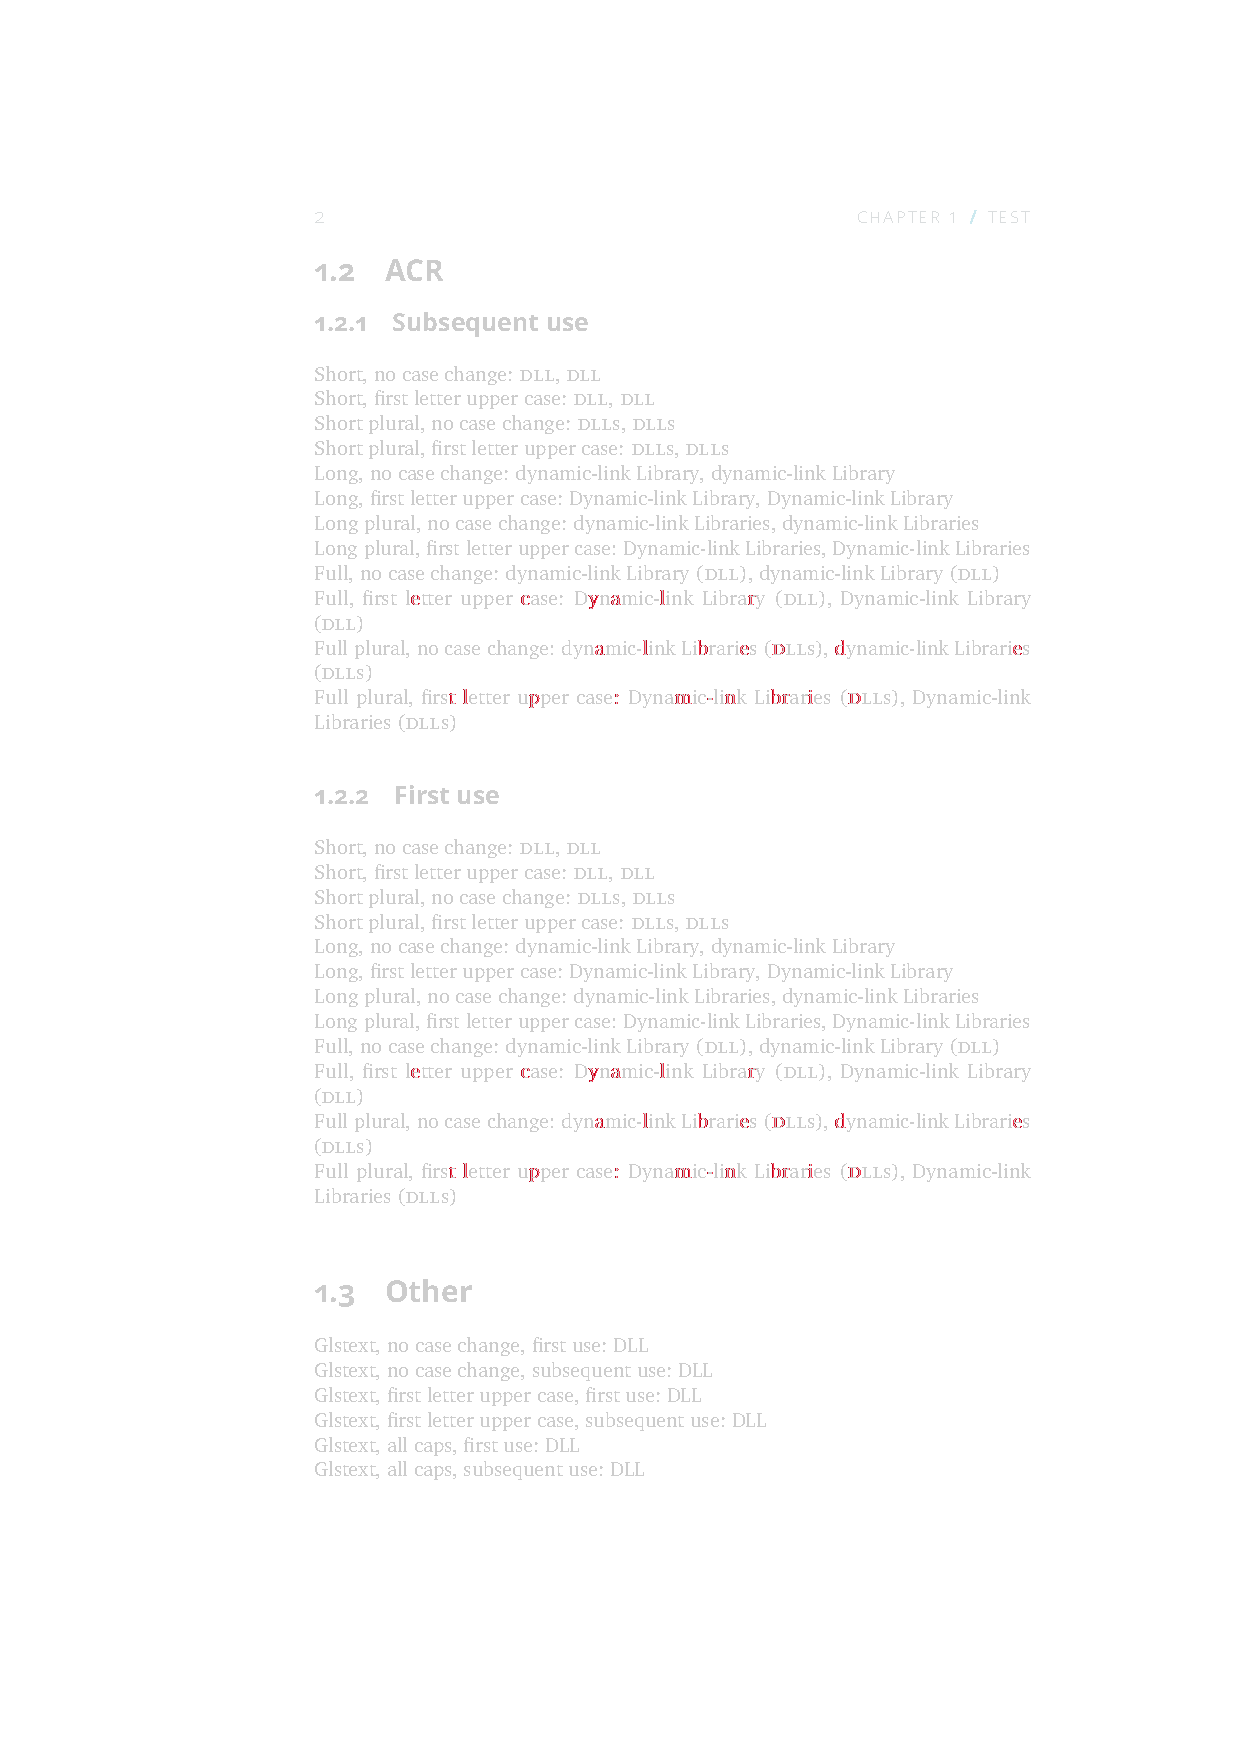 2 CHAPTER 1 / TEST
1.2 ACR
1.2.1 Subsequent use
Short, no case change: DLL, DLL
Short, first letter upper case: DLL, DLL
Short plural, no case change: DLLs, DLLs
Short plural, first letter upper case: DLLs, DLLs
Long, no case change: dynamic-link Library, dynamic-link Library
Long, first letter upper case: Dynamic-link Library, Dynamic-link Library
Long plural, no case change: dynamic-link Libraries, dynamic-link Libraries
Long plural, first letter upper case: Dynamic-link Libraries, Dynamic-link Libraries
Full, no case change: dynamic-link Library (DLL), dynamic-link Library (DLL)
Full, first letter upper case: Dynamic-link Library (DLL), Dynamic-link Library
(DLL)
Full plural, no case change: dynamic-link Libraries (DLLs), dynamic-link Libraries
(DLLs)
Full plural, first letter upper case: Dynamic-link Libraries (DLLs), Dynamic-link
Libraries (DLLs)
1.2.2 First use
Short, no case change: DLL, DLL
Short, first letter upper case: DLL, DLL
Short plural, no case change: DLLs, DLLs
Short plural, first letter upper case: DLLs, DLLs
Long, no case change: dynamic-link Library, dynamic-link Library
Long, first letter upper case: Dynamic-link Library, Dynamic-link Library
Long plural, no case change: dynamic-link Libraries, dynamic-link Libraries
Long plural, first letter upper case: Dynamic-link Libraries, Dynamic-link Libraries
Full, no case change: dynamic-link Library (DLL), dynamic-link Library (DLL)
Full, first letter upper case: Dynamic-link Library (DLL), Dynamic-link Library
(DLL)
Full plural, no case change: dynamic-link Libraries (DLLs), dynamic-link Libraries
(DLLs)
Full plural, first letter upper case: Dynamic-link Libraries (DLLs), Dynamic-link
Libraries (DLLs)
1.3 Other
Glstext, no case change, first use: DLL
Glstext, no case change, subsequent use: DLL
Glstext, first letter upper case, first use: DLL
Glstext, first letter upper case, subsequent use: DLL
Glstext, all caps, first use: DLL
Glstext, all caps, subsequent use: DLL